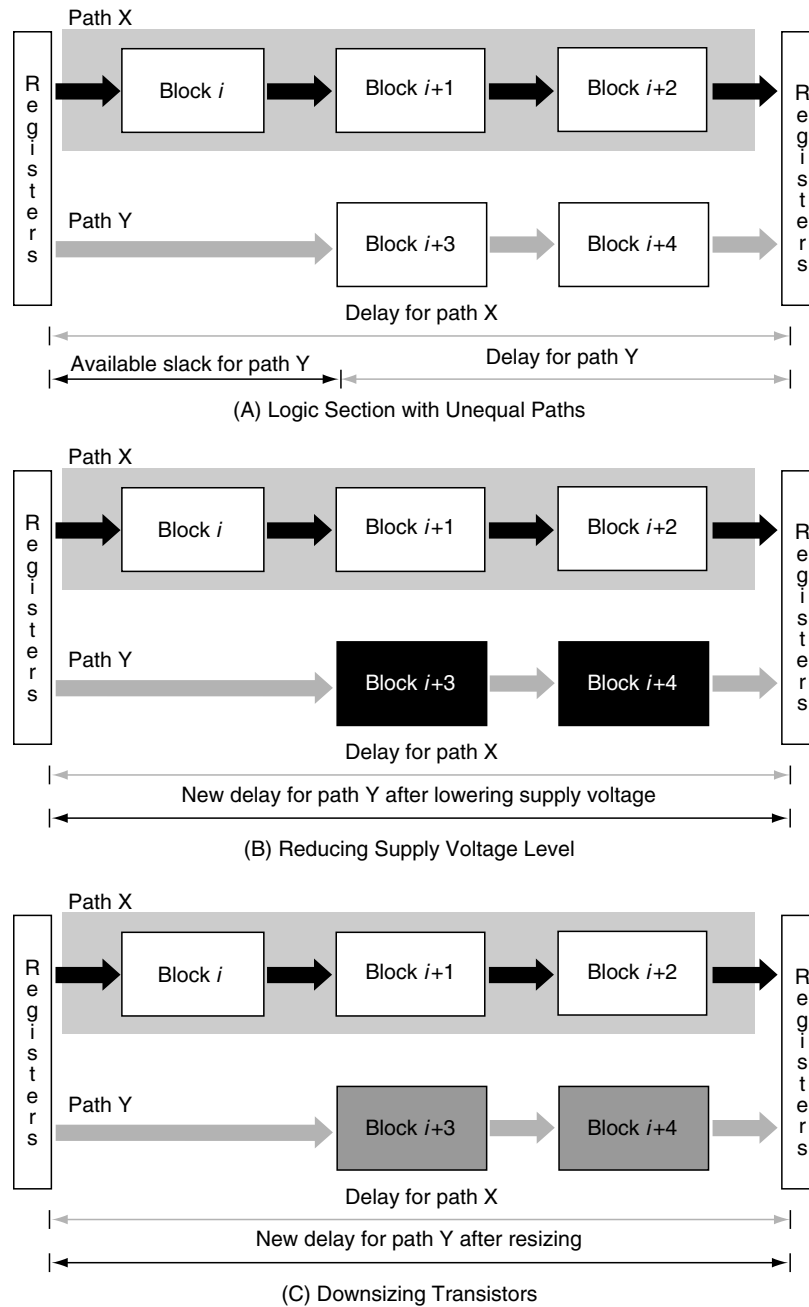 Path X
Registers
Block i
Block i+1
Block i+2
Registers
Path Y
Block i+3
Block i+4
Delay for path X
Available slack for path Y
Delay for path Y
(A) Logic Section with Unequal Paths
Path X
Registers
Block i
Block i+1
Block i+2
Registers
Path Y
Block i+3
Block i+4
Delay for path X
New delay for path Y after lowering supply voltage
(B) Reducing Supply Voltage Level
Path X
Registers
Block i
Block i+1
Block i+2
Registers
Path Y
Block i+3
Block i+4
Delay for path X
New delay for path Y after resizing
(C) Downsizing Transistors